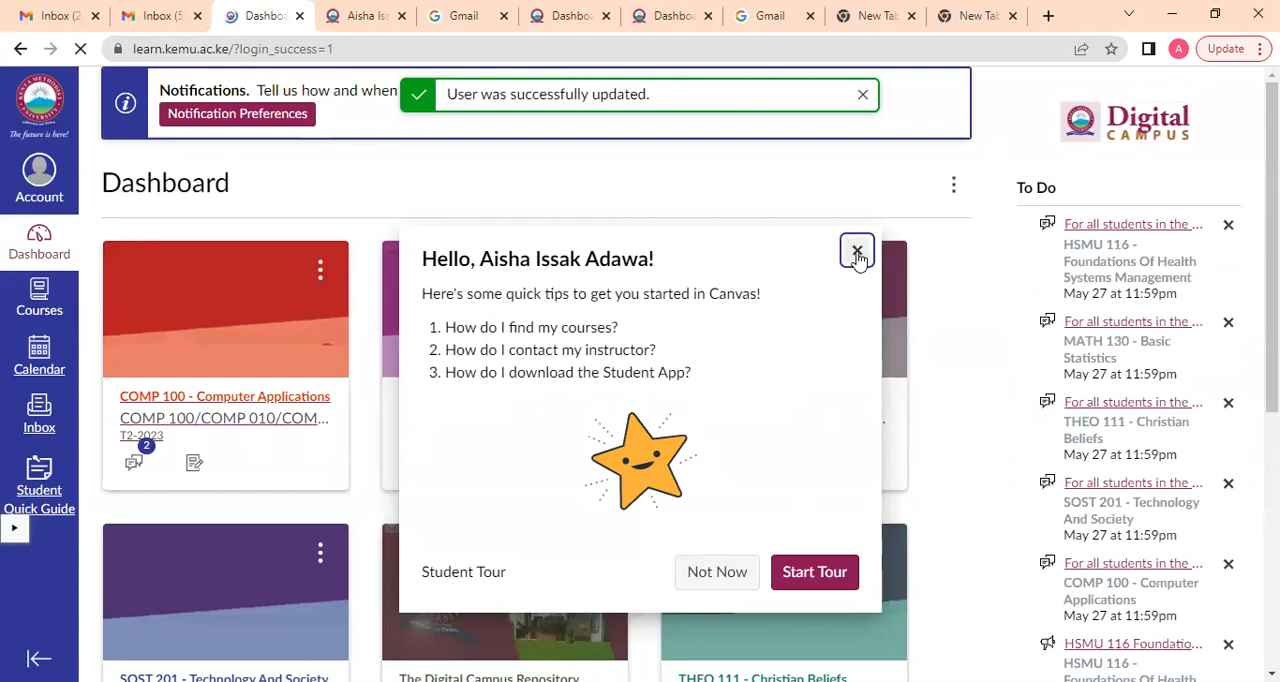 Inbox (2
Inbox (5
Dashbo
Aisha Iss
Gmail
Dashbo
Dashbo
Gmail
New Tab
New Tab
learn.kemu.ac.ke/?login_success=1
A
Update
The future is here!
Account
Dashboard
Courses
Calendar
Inbox
Student
Quick Guide
Notifications. Tell us how and when
Notification Preferences
User was successfully updated.
Dashboard
Hello, Aisha Issak Adawa!
Here's some quick tips to get you started in Canvas!
1. How do I find my courses?
2. How do I contact my instructor?
3. How do I download the Student App?
Student Tour
Not Now
Start Tour
COMP 100 - Computer Applications
COMP 100/COMP 010/COM...
T2-2023
2
SOST 201 - Technology And Society
The Digital Campus Repository
THEO 111 - Christian Beliefs
Digital
CAMPUS
To Do
For all students in the ...
HSMU 116 -
Foundations Of Health
Systems Management
May 27 at 11:59pm
For all students in the ...
MATH 130 - Basic
Statistics
May 27 at 11:59pm
For all students in the ...
THEO 111 - Christian
Beliefs
May 27 at 11:59pm
For all students in the ...
SOST 201 - Technology
And Society
May 27 at 11:59pm
For all students in the ...
COMP 100 - Computer
Applications
May 27 at 11:59pm
HSMU 116 Foundatio...
HSMU 116 -
Foundations Of Health